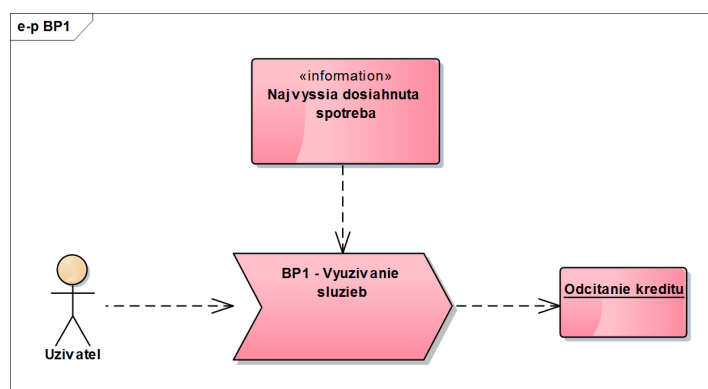 e-p BP1
«information»
Najvyssia dosiahnuta
spotreba
BP1 - Vyuzivanie
sluzieb
Odcitanie kreditu
Uzivatel